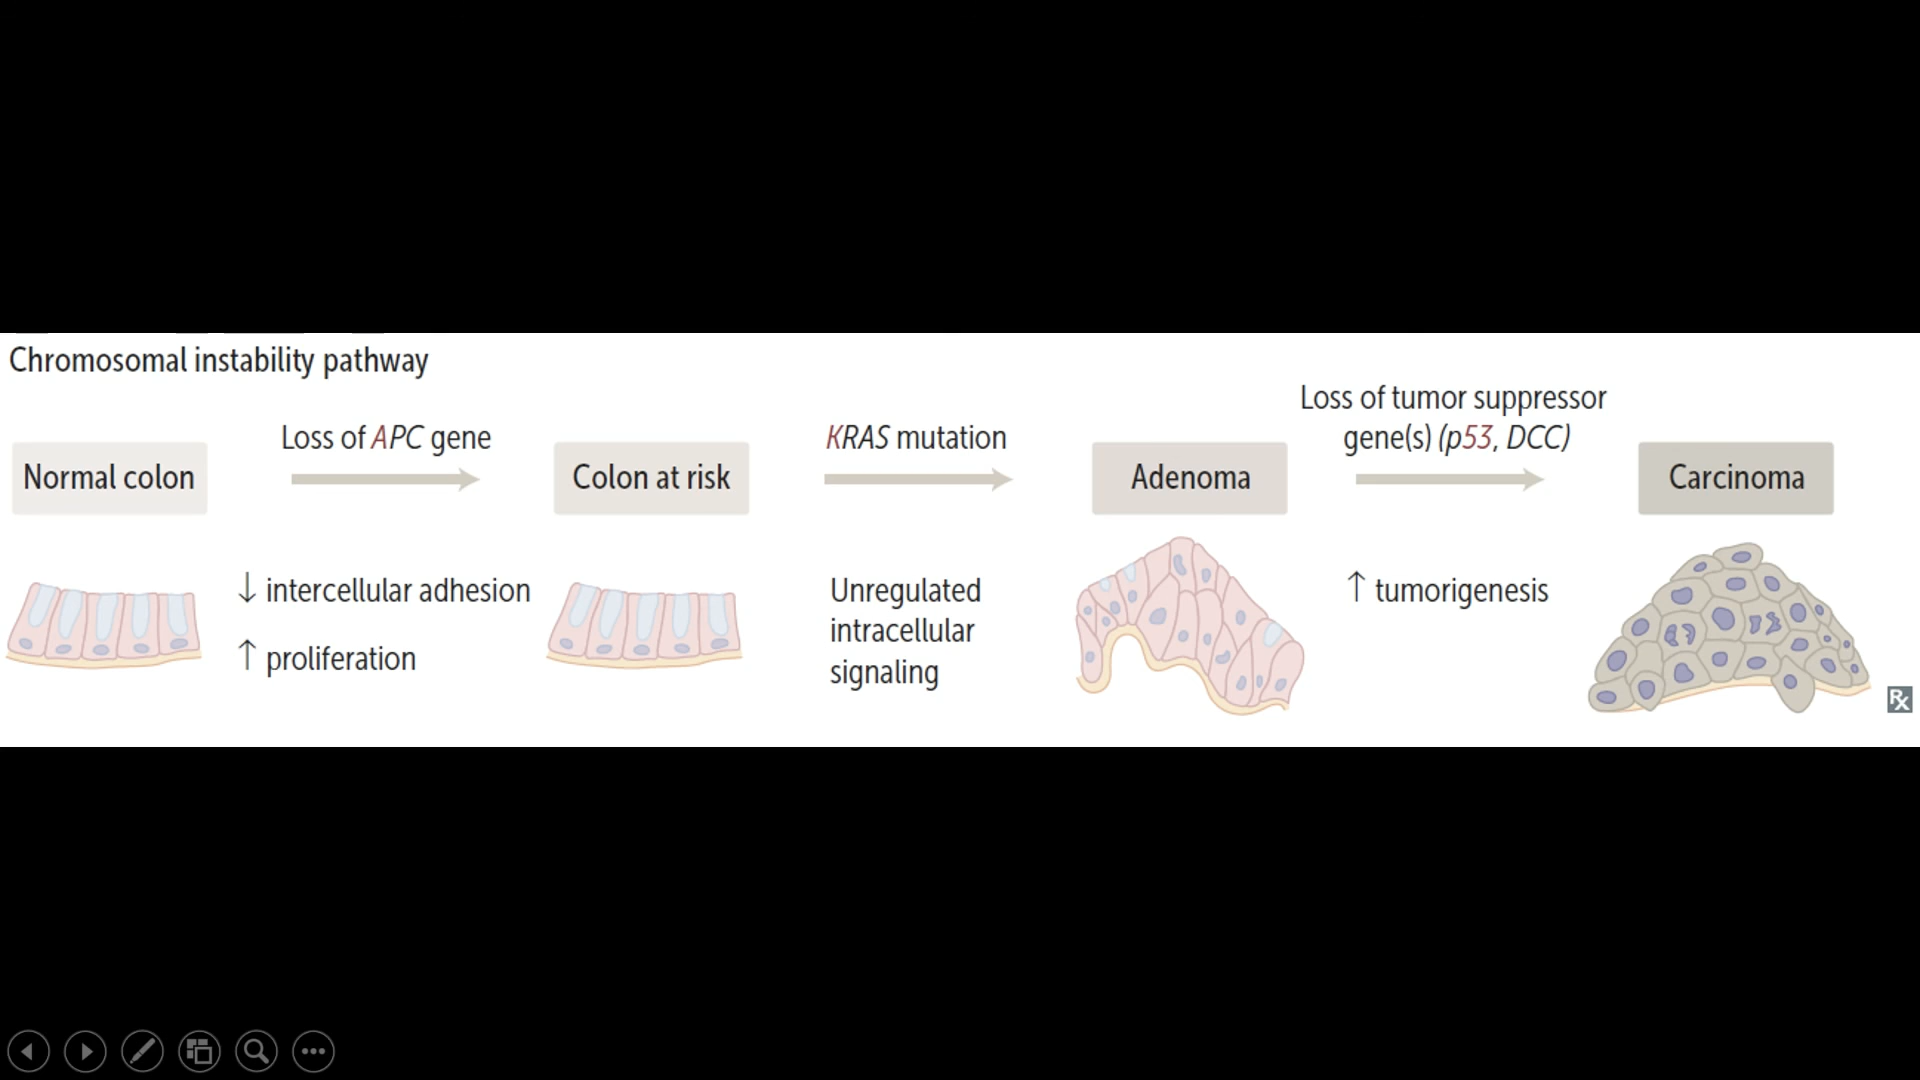 Chromosomal instability pathway
Normal colon
Loss of APC gene
Colon at risk
KRAS mutation
Adenoma
Loss of tumor suppressor
gene(s) (p53, DCC)
Carcinoma
↓ intercellular adhesion
↑ proliferation
Unregulated
intracellular
signaling
↑ tumorigenesis
Rx